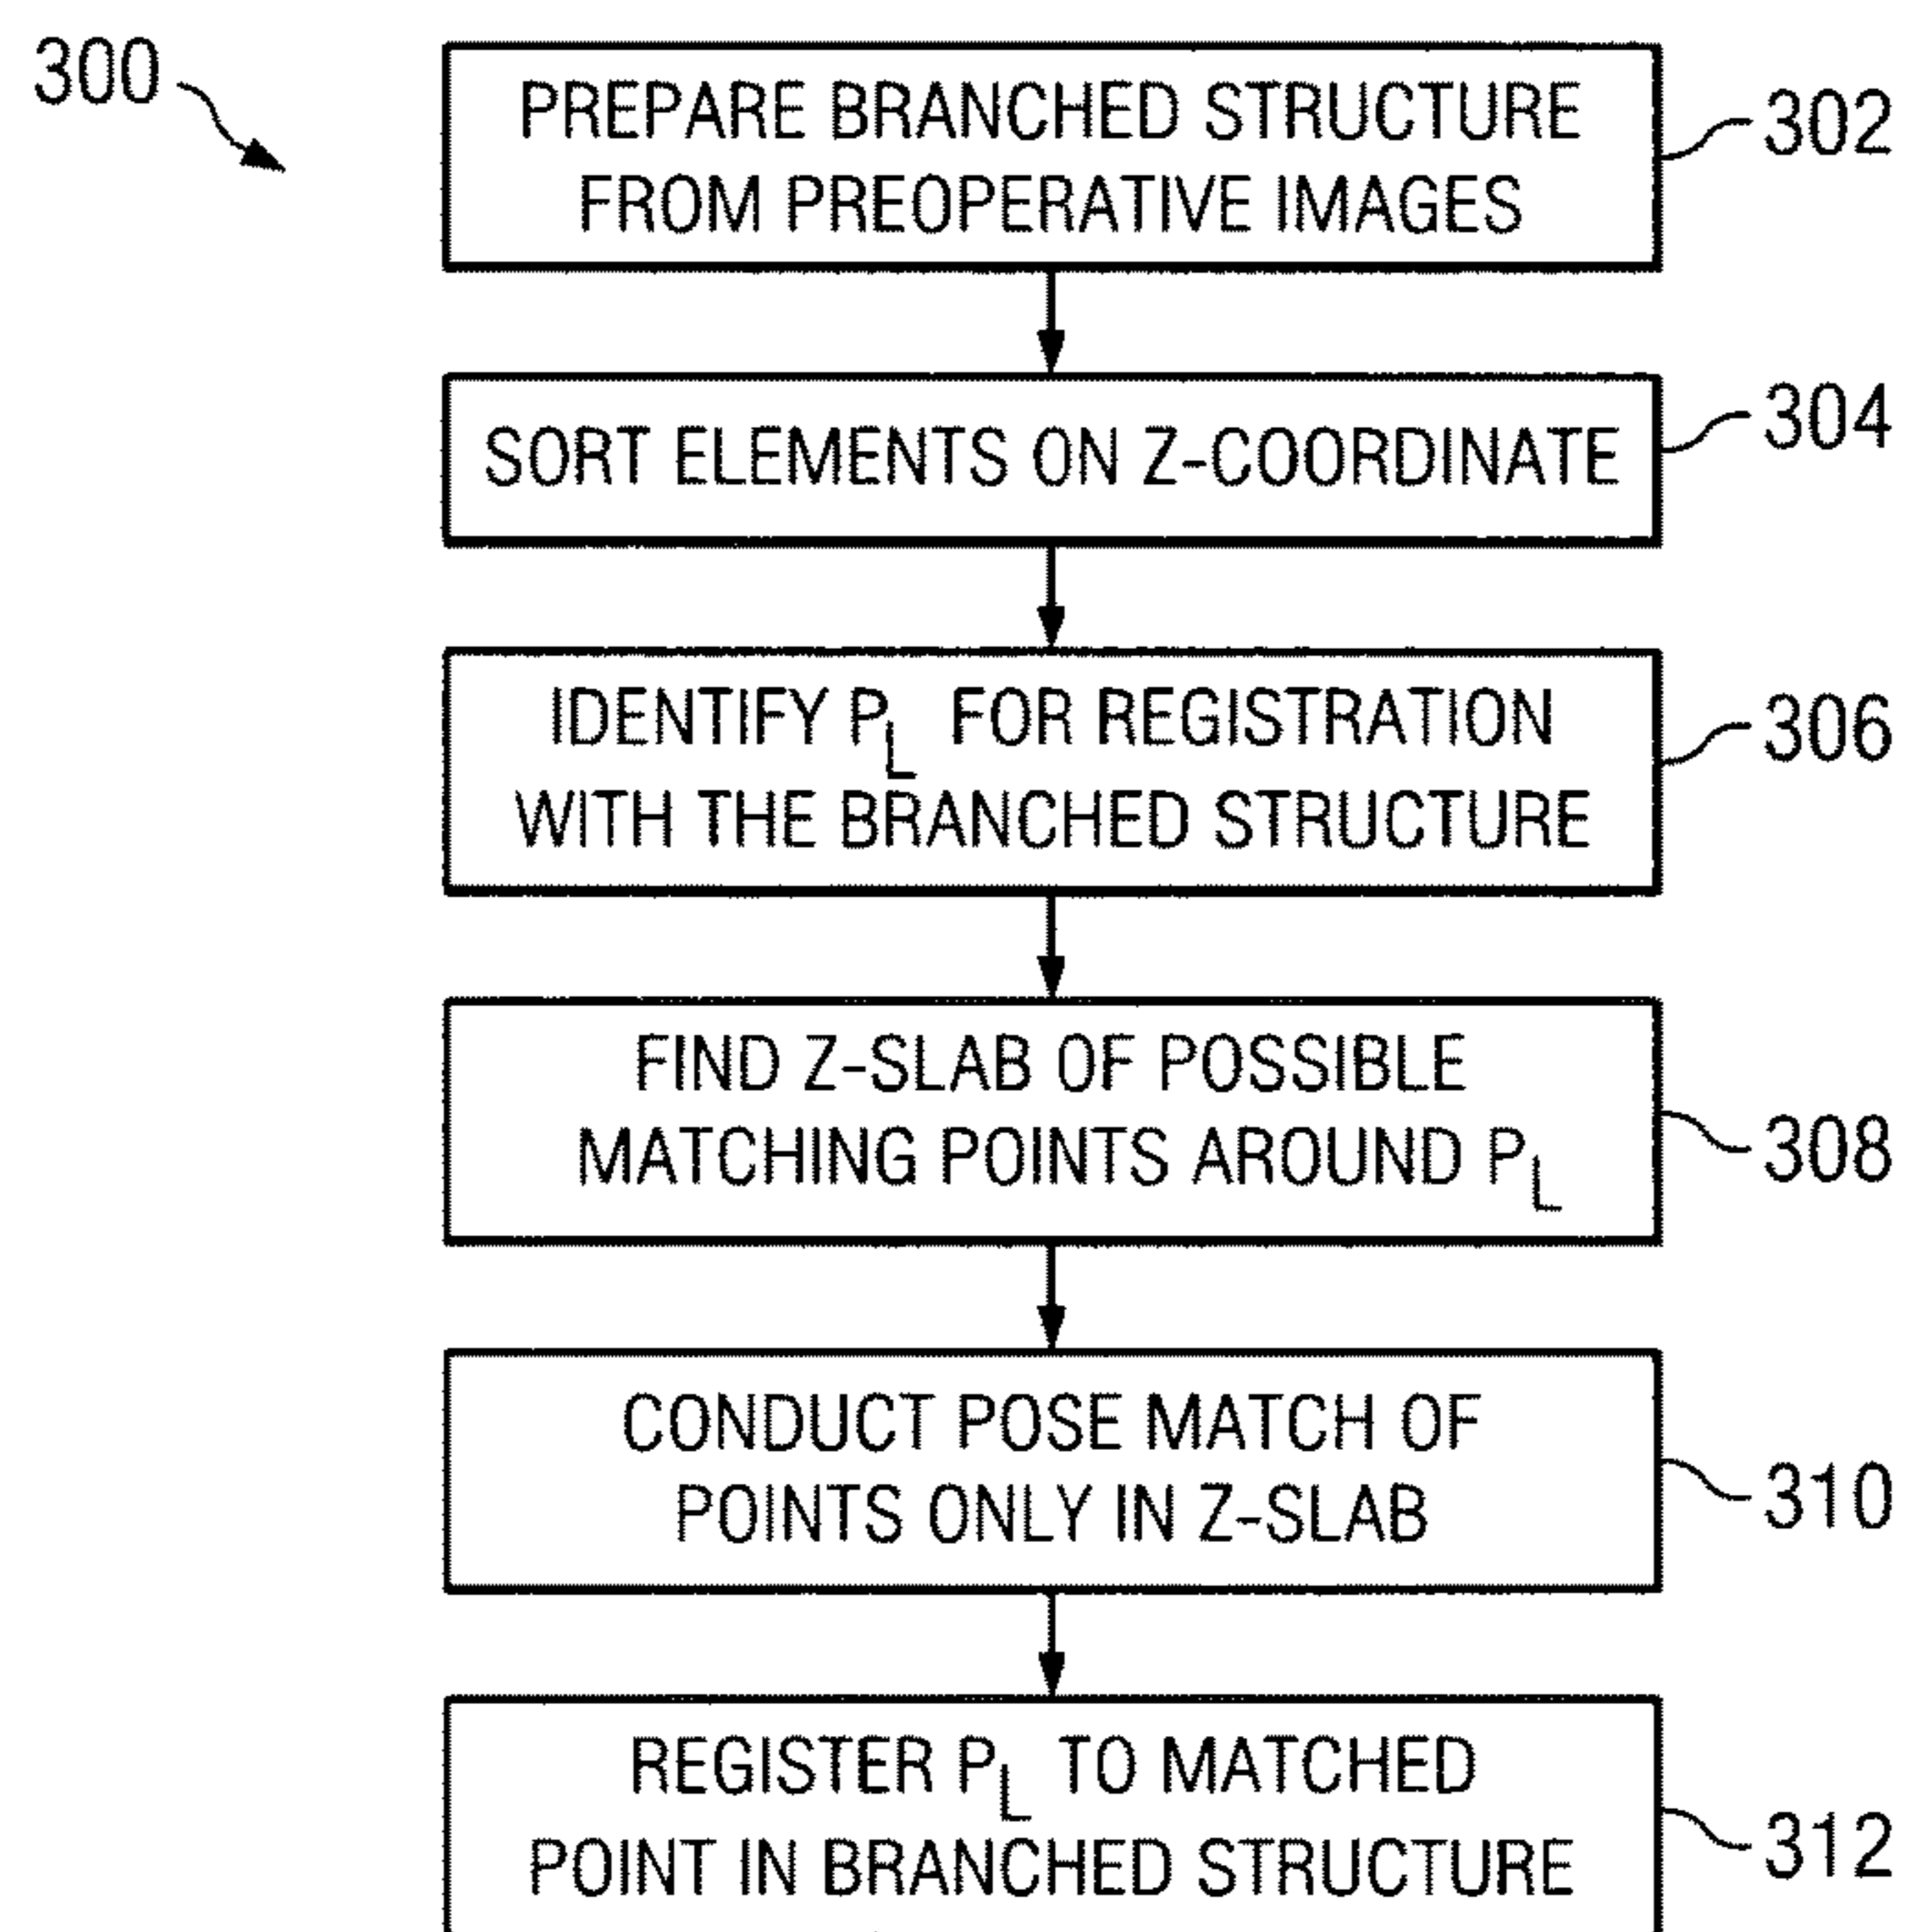 300
PREPARE BRANCHED STRUCTURE
FROM PREOPERATIVE IMAGES
302
SORT ELEMENTS ON Z-COORDINATE
304
IDENTIFY PL FOR REGISTRATION
WITH THE BRANCHED STRUCTURE
306
FIND Z-SLAB OF POSSIBLE
MATCHING POINTS AROUND PL
308
CONDUCT POSE MATCH OF
POINTS ONLY IN Z-SLAB
310
REGISTER PL TO MATCHED
POINT IN BRANCHED STRUCTURE
312